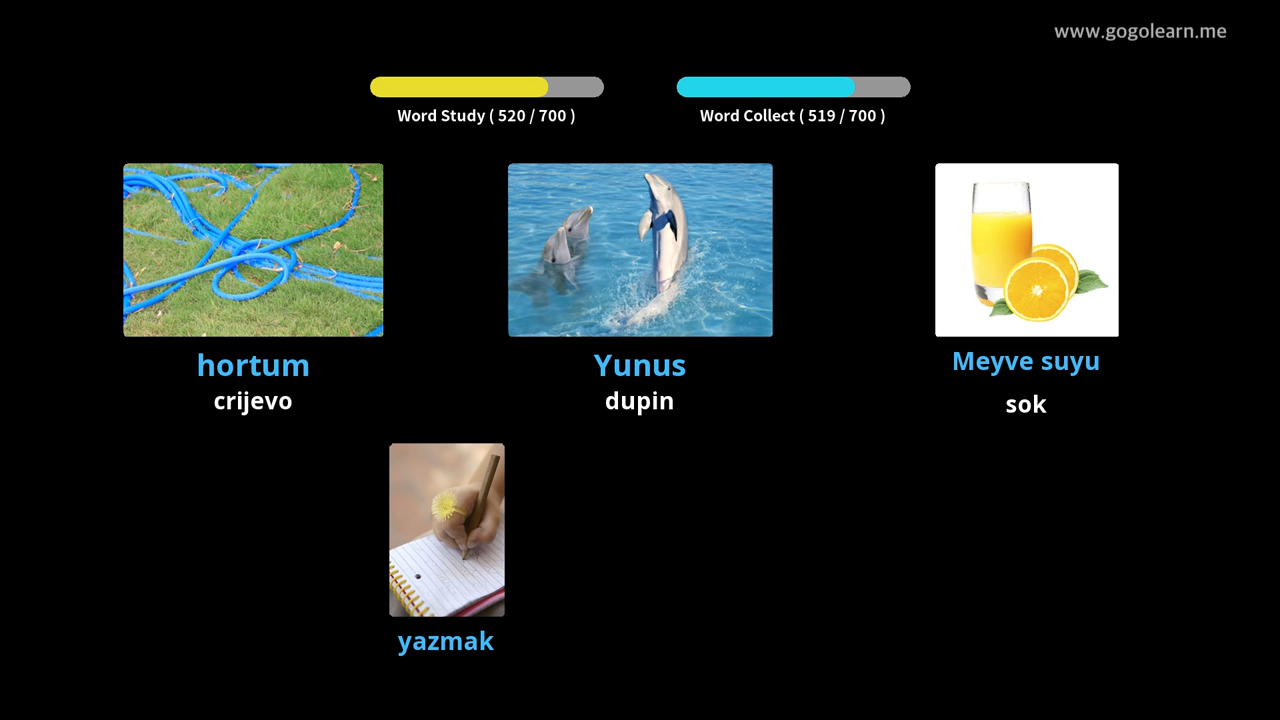 www.gogolearn.me
Word Study ( 520 / 700 )
Word Collect ( 519 / 700 )
hortum
crijevo
Yunus
dupin
Meyve suyu
sok
yazmak